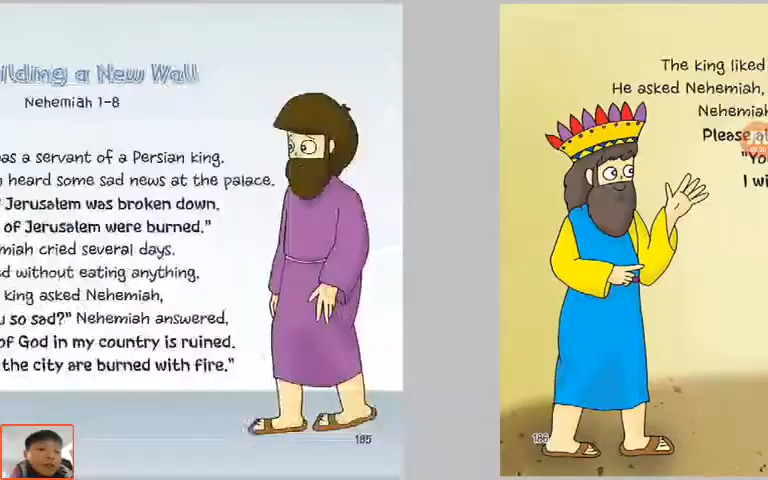 ilding a New Wall
Nehemiah 1-8
as a servant of a Persian king.
heard some sad news at the palace.
Jerusalem was broken down.
of Jerusalem were burned."
miah cried several days.
ed without eating anything.
king asked Nehemiah,
u so sad?" Nehemiah answered,
of God in my country is ruined.
the city are burned with fire."
185
The king liked
He asked Nehemiah,
Nehemiah
Please
"You
I wi
186